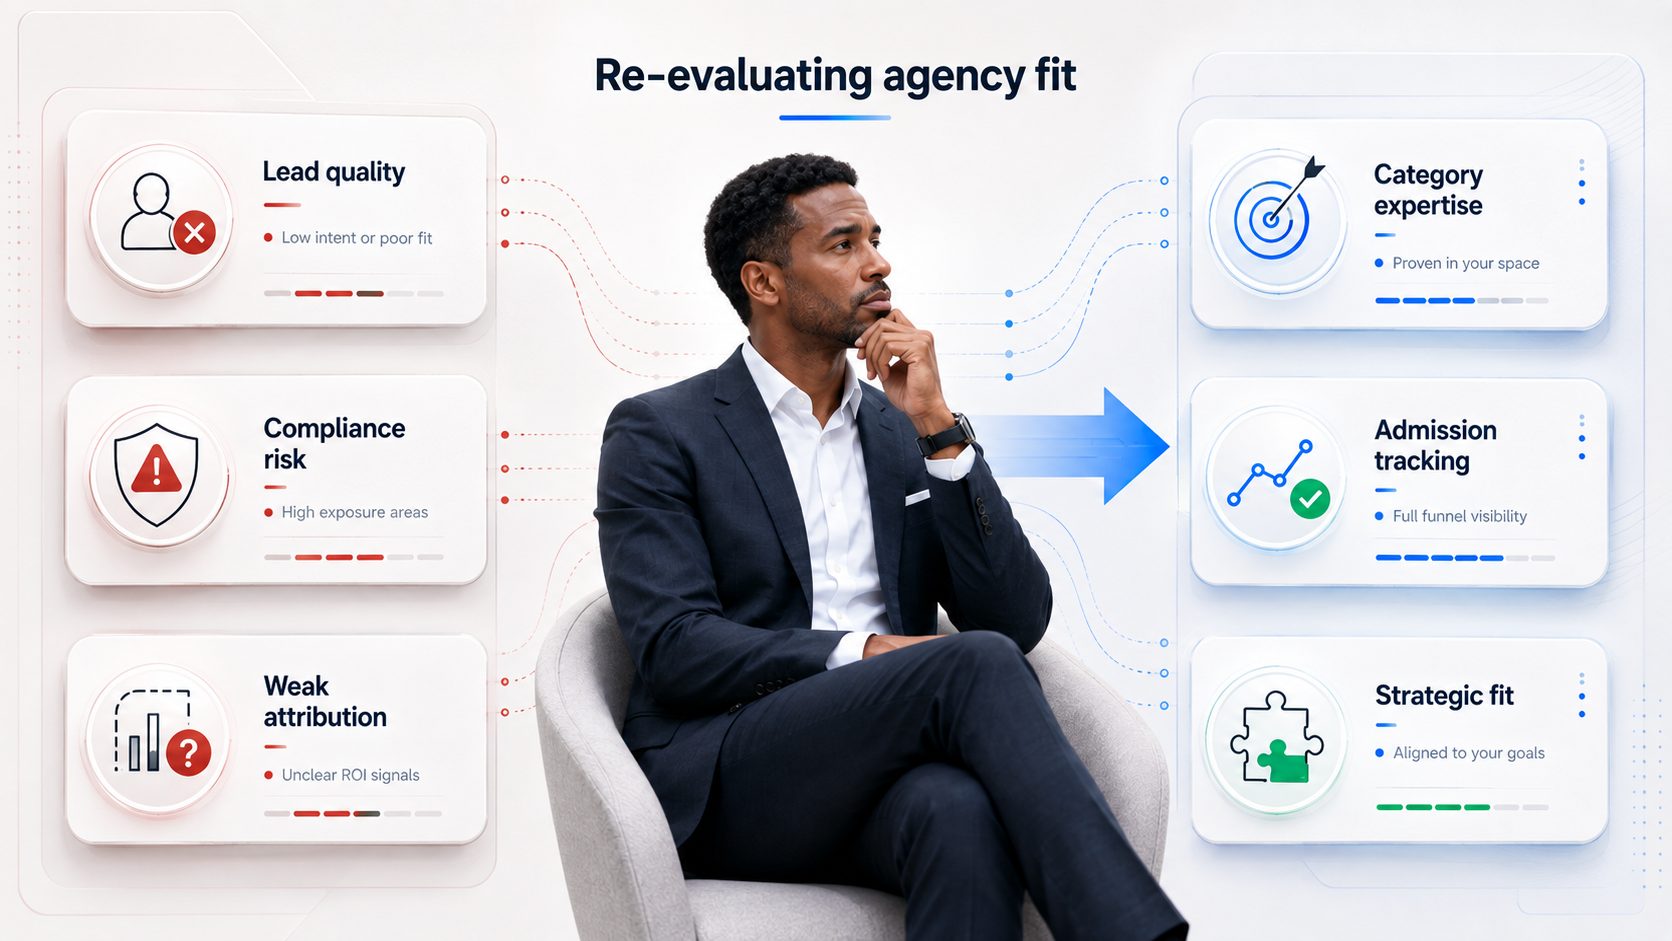 Re-evaluating agency fit
Lead quality
Low intent or poor fit
Compliance
risk
High exposure areas
Weak
attribution
Unclear ROI signals
Category
expertise
Proven in your space
Admission
tracking
Full funnel visibility
Strategic fit
Aligned to your goals